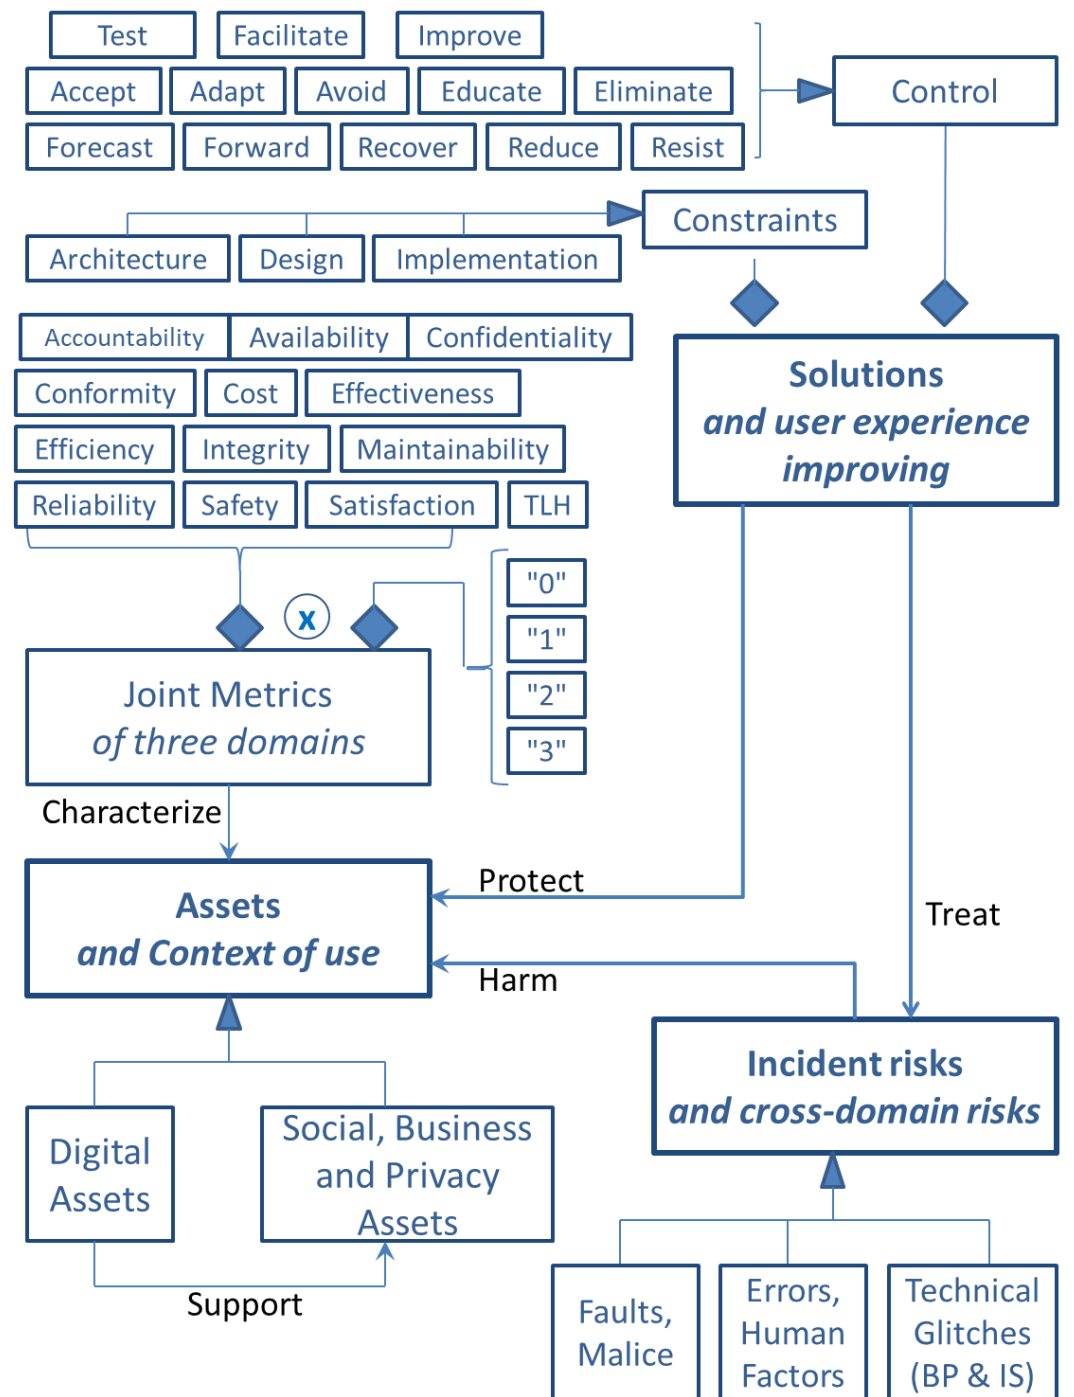 Test Facilitate Improve
Accept Adapt Avoid Educate Eliminate
Control
Forecast Forward Recover Reduce Resist
Constraints
Architecture Design Implementation
Accountability Availability Confidentiality
Conformity Cost Effectiveness
Efficiency Integrity Maintainability
Reliability Safety Satisfaction TLH
Solutions
and user experience
improving
"0"
"1"
"2"
"3"
x
Joint Metrics
of three domains
Characterize
Assets
and Context of use
Protect
Harm
Treat
Incident risks
and cross-domain risks
Digital
Assets
Social, Business
and Privacy
Assets
Support
Faults,
Malice
Errors,
Human
Factors
Technical
Glitches
(BP & IS)